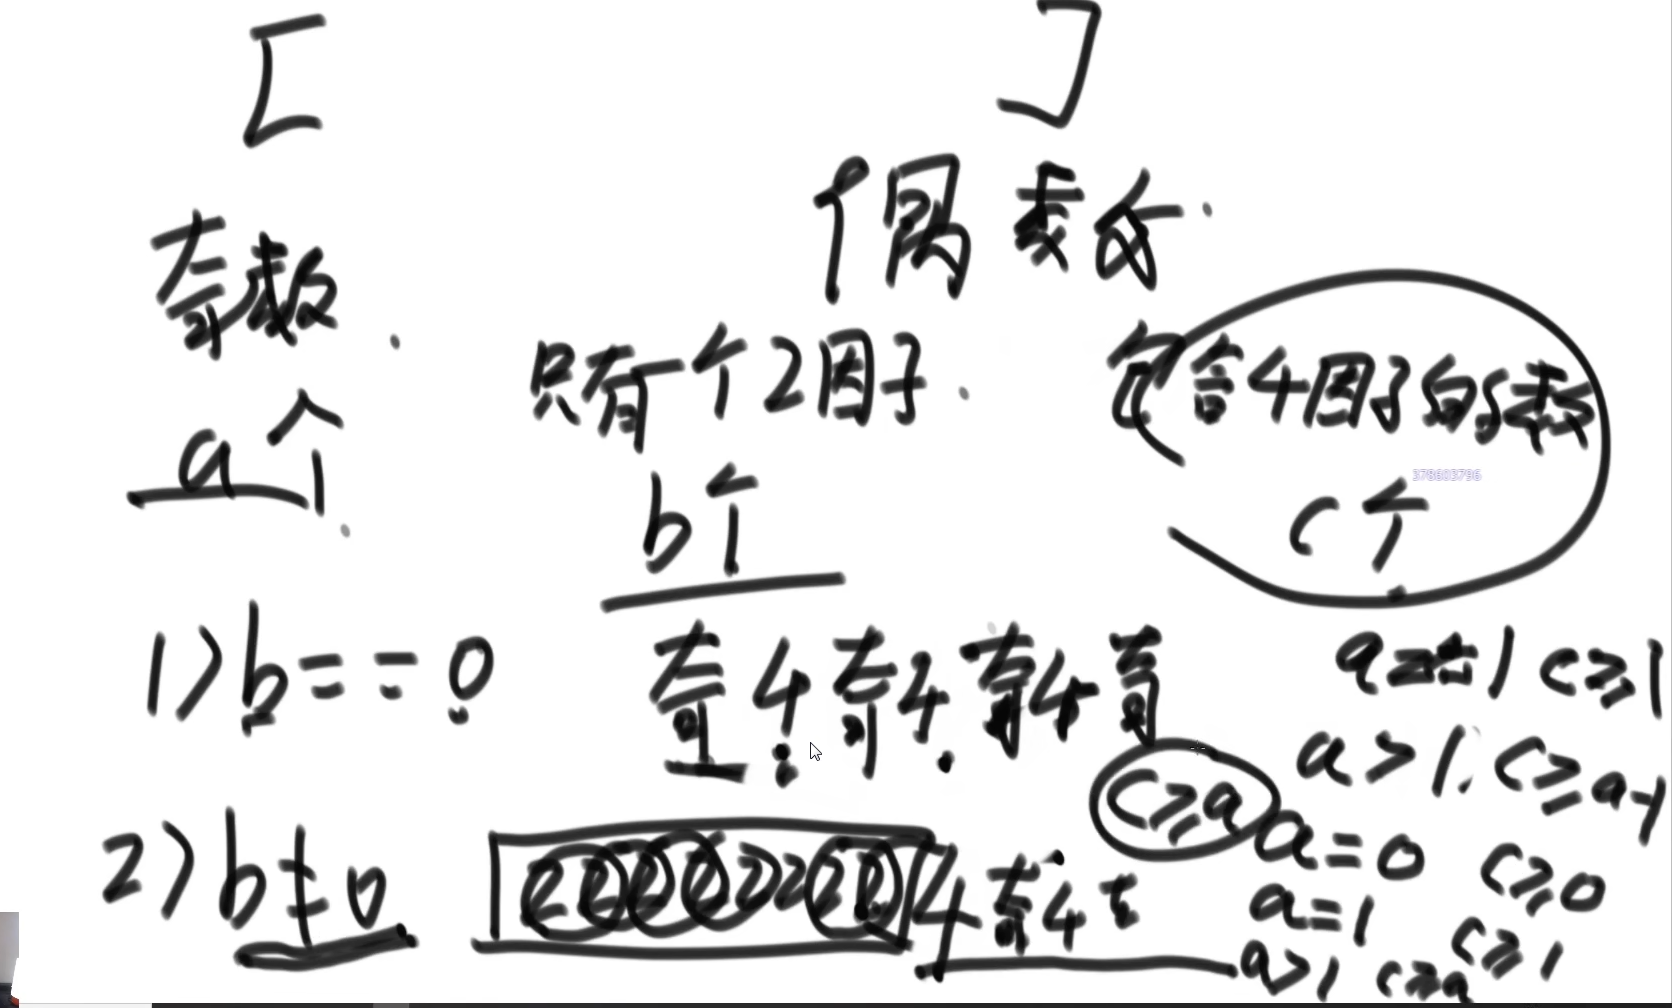 [ ]
奇数. 偶数.
a个
只有一个2因子.
b个
包含4因子的数
378603796
c个
1) b==0
奇4奇4奇4奇
a==1 c≥1
a>1. c≥a-1
c≥a
2) b≠0
222222222 4奇4奇
a=0 c≥0
a=1 c≥1
a>1 c≥a